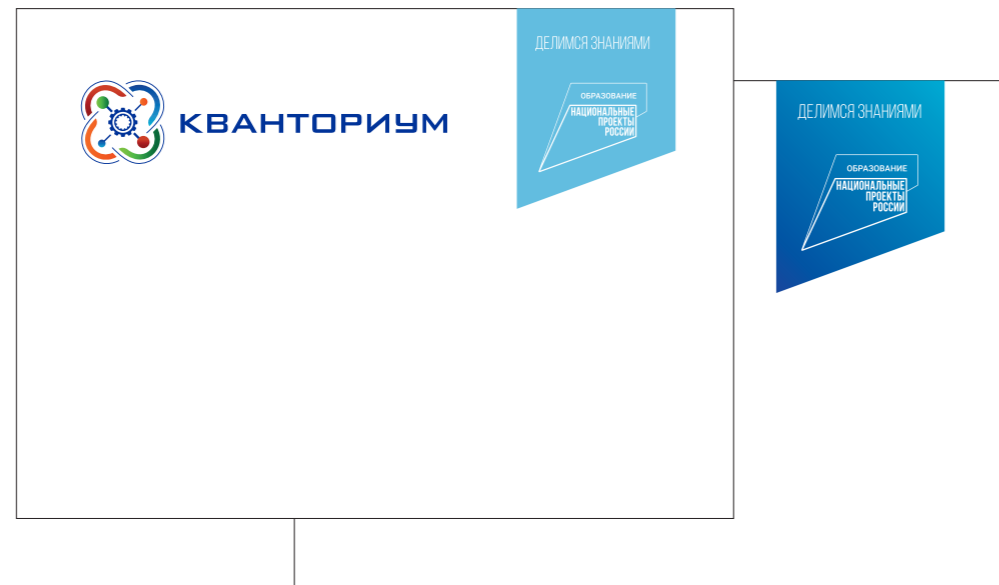 ДЕЛИМСЯ ЗНАНИЯМИ
ОБРАЗОВАНИЕ
НАЦИОНАЛЬНЫЕ
ПРОЕКТЫ
РОССИИ
КВАНТОРИУМ
ДЕЛИМСЯ ЗНАНИЯМИ
ОБРАЗОВАНИЕ
НАЦИОНАЛЬНЫЕ
ПРОЕКТЫ
РОССИИ